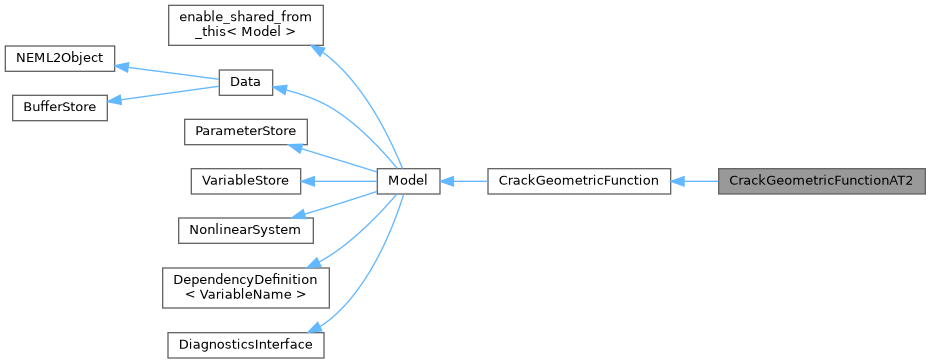 enable_shared_from
_this< Model >
NEML2Object
Data
BufferStore
ParameterStore
VariableStore
Model
CrackGeometricFunction
CrackGeometricFunctionAT2
NonlinearSystem
DependencyDefinition
< VariableName >
DiagnosticsInterface